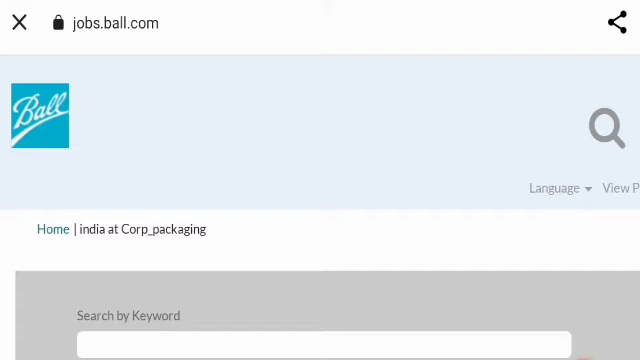 jobs.ball.com
Ball
Language View P
Home | india at Corp_packaging
Search by Keyword